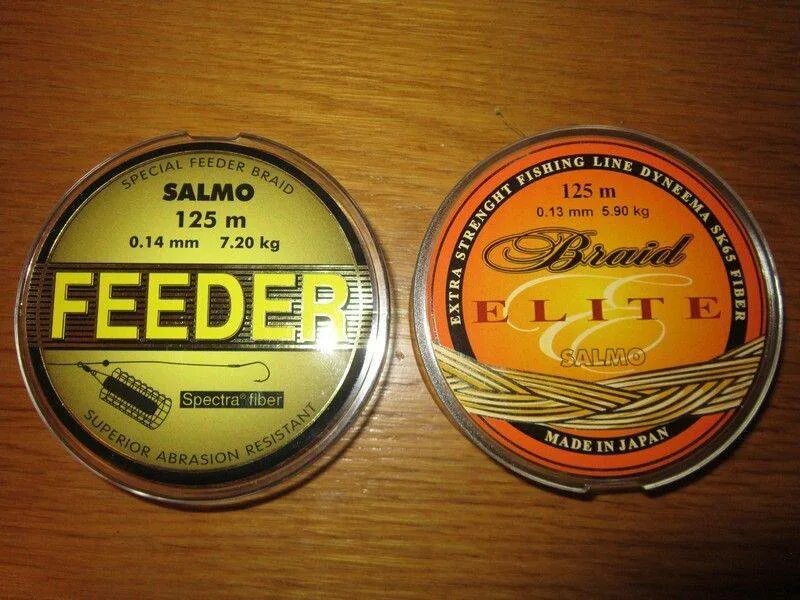 SPECIAL FEEDER BRAID
SALMO
125 m
0.14 mm 7.20 kg
FEEDER
Spectra® fiber
SUPERIOR ABRASION RESISTANT
EXTRA STRENGHT FISHING LINE DYNEEMA SK65 FIBER
125 m
0.13 mm 5.90 kg
Braid
E
ELITE
SALMO
MADE IN JAPAN